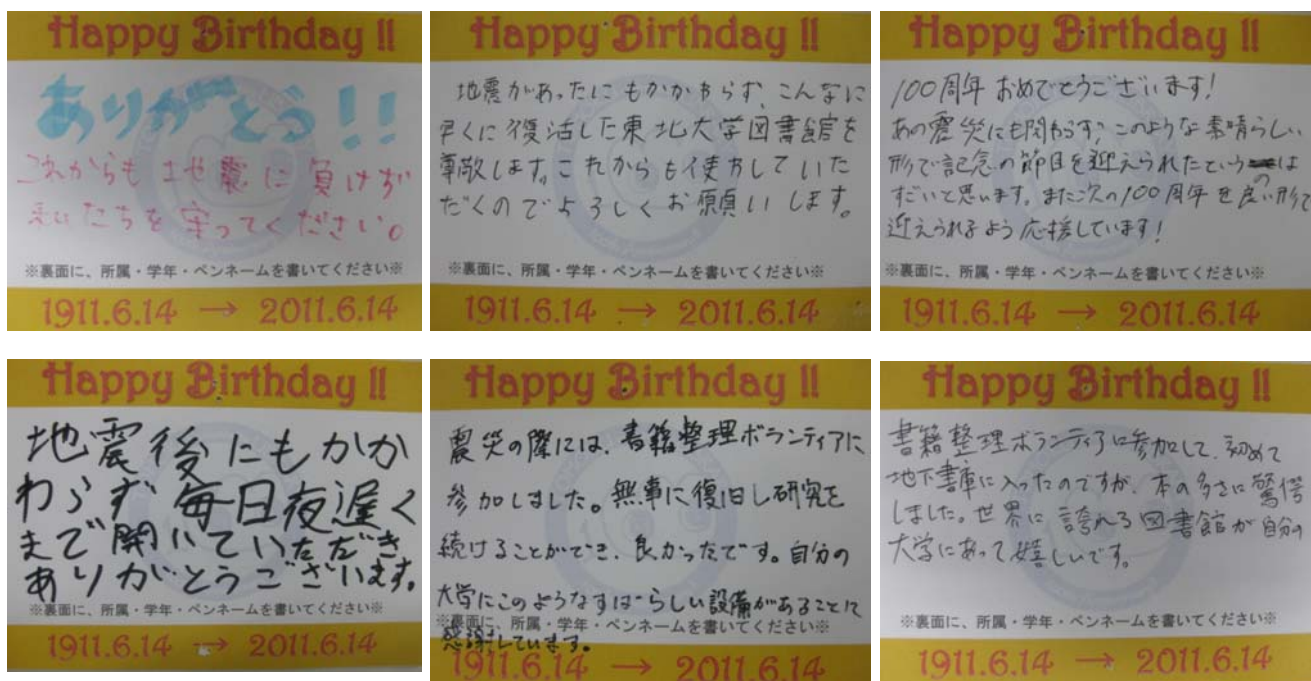 Happy Birthday !!
ありがとう!!
これからも地震に負けず
私たちを守ってください。
※裏面に、所属・学年・ペンネームを書いてください※
1911.6.14 → 2011.6.14
Happy Birthday !!
地震があったにもかかわらず、こんなに
早くに復活した東北大学図書館を
尊敬します。これからも使わしていた
だくのでよろしくお願いします。
※裏面に、所属・学年・ペンネームを書いてください※
1911.6.14 → 2011.6.14
Happy Birthday !!
100周年おめでとうございます!
あの震災にも関わらず、このような素晴らしい
形で記念の節目を迎えられたというのは
すごいと思います。また次の100周年を良い形で
迎えられるよう応援しています!
※裏面に、所属・学年・ペンネームを書いてください※
1911.6.14 → 2011.6.14
Happy Birthday !!
地震後にもかか
わらず毎日夜遅く
まで開いていただき
ありがとうございます。
※裏面に、所属・学年・ペンネームを書いてください※
1911.6.14 → 2011.6.14
Happy Birthday !!
震災の際には、書籍整理ボランティアに
参加しました。無事に復旧し研究を
続けることができ、良かったです。自分の
大学にこのようなすばらしい設備があることに
※裏面に、所属・学年・ペンネームを書いてください※
感謝しています。
1911.6.14 → 2011.6.14
Happy Birthday !!
書籍整理ボランティアに参加して、初めて
地下書庫に入ったのですが、本の多さに驚愕
しました。世界に誇れる図書館が自分の
大学にあって嬉しいです。
※裏面に、所属・学年・ペンネームを書いてください※
1911.6.14 → 2011.6.14